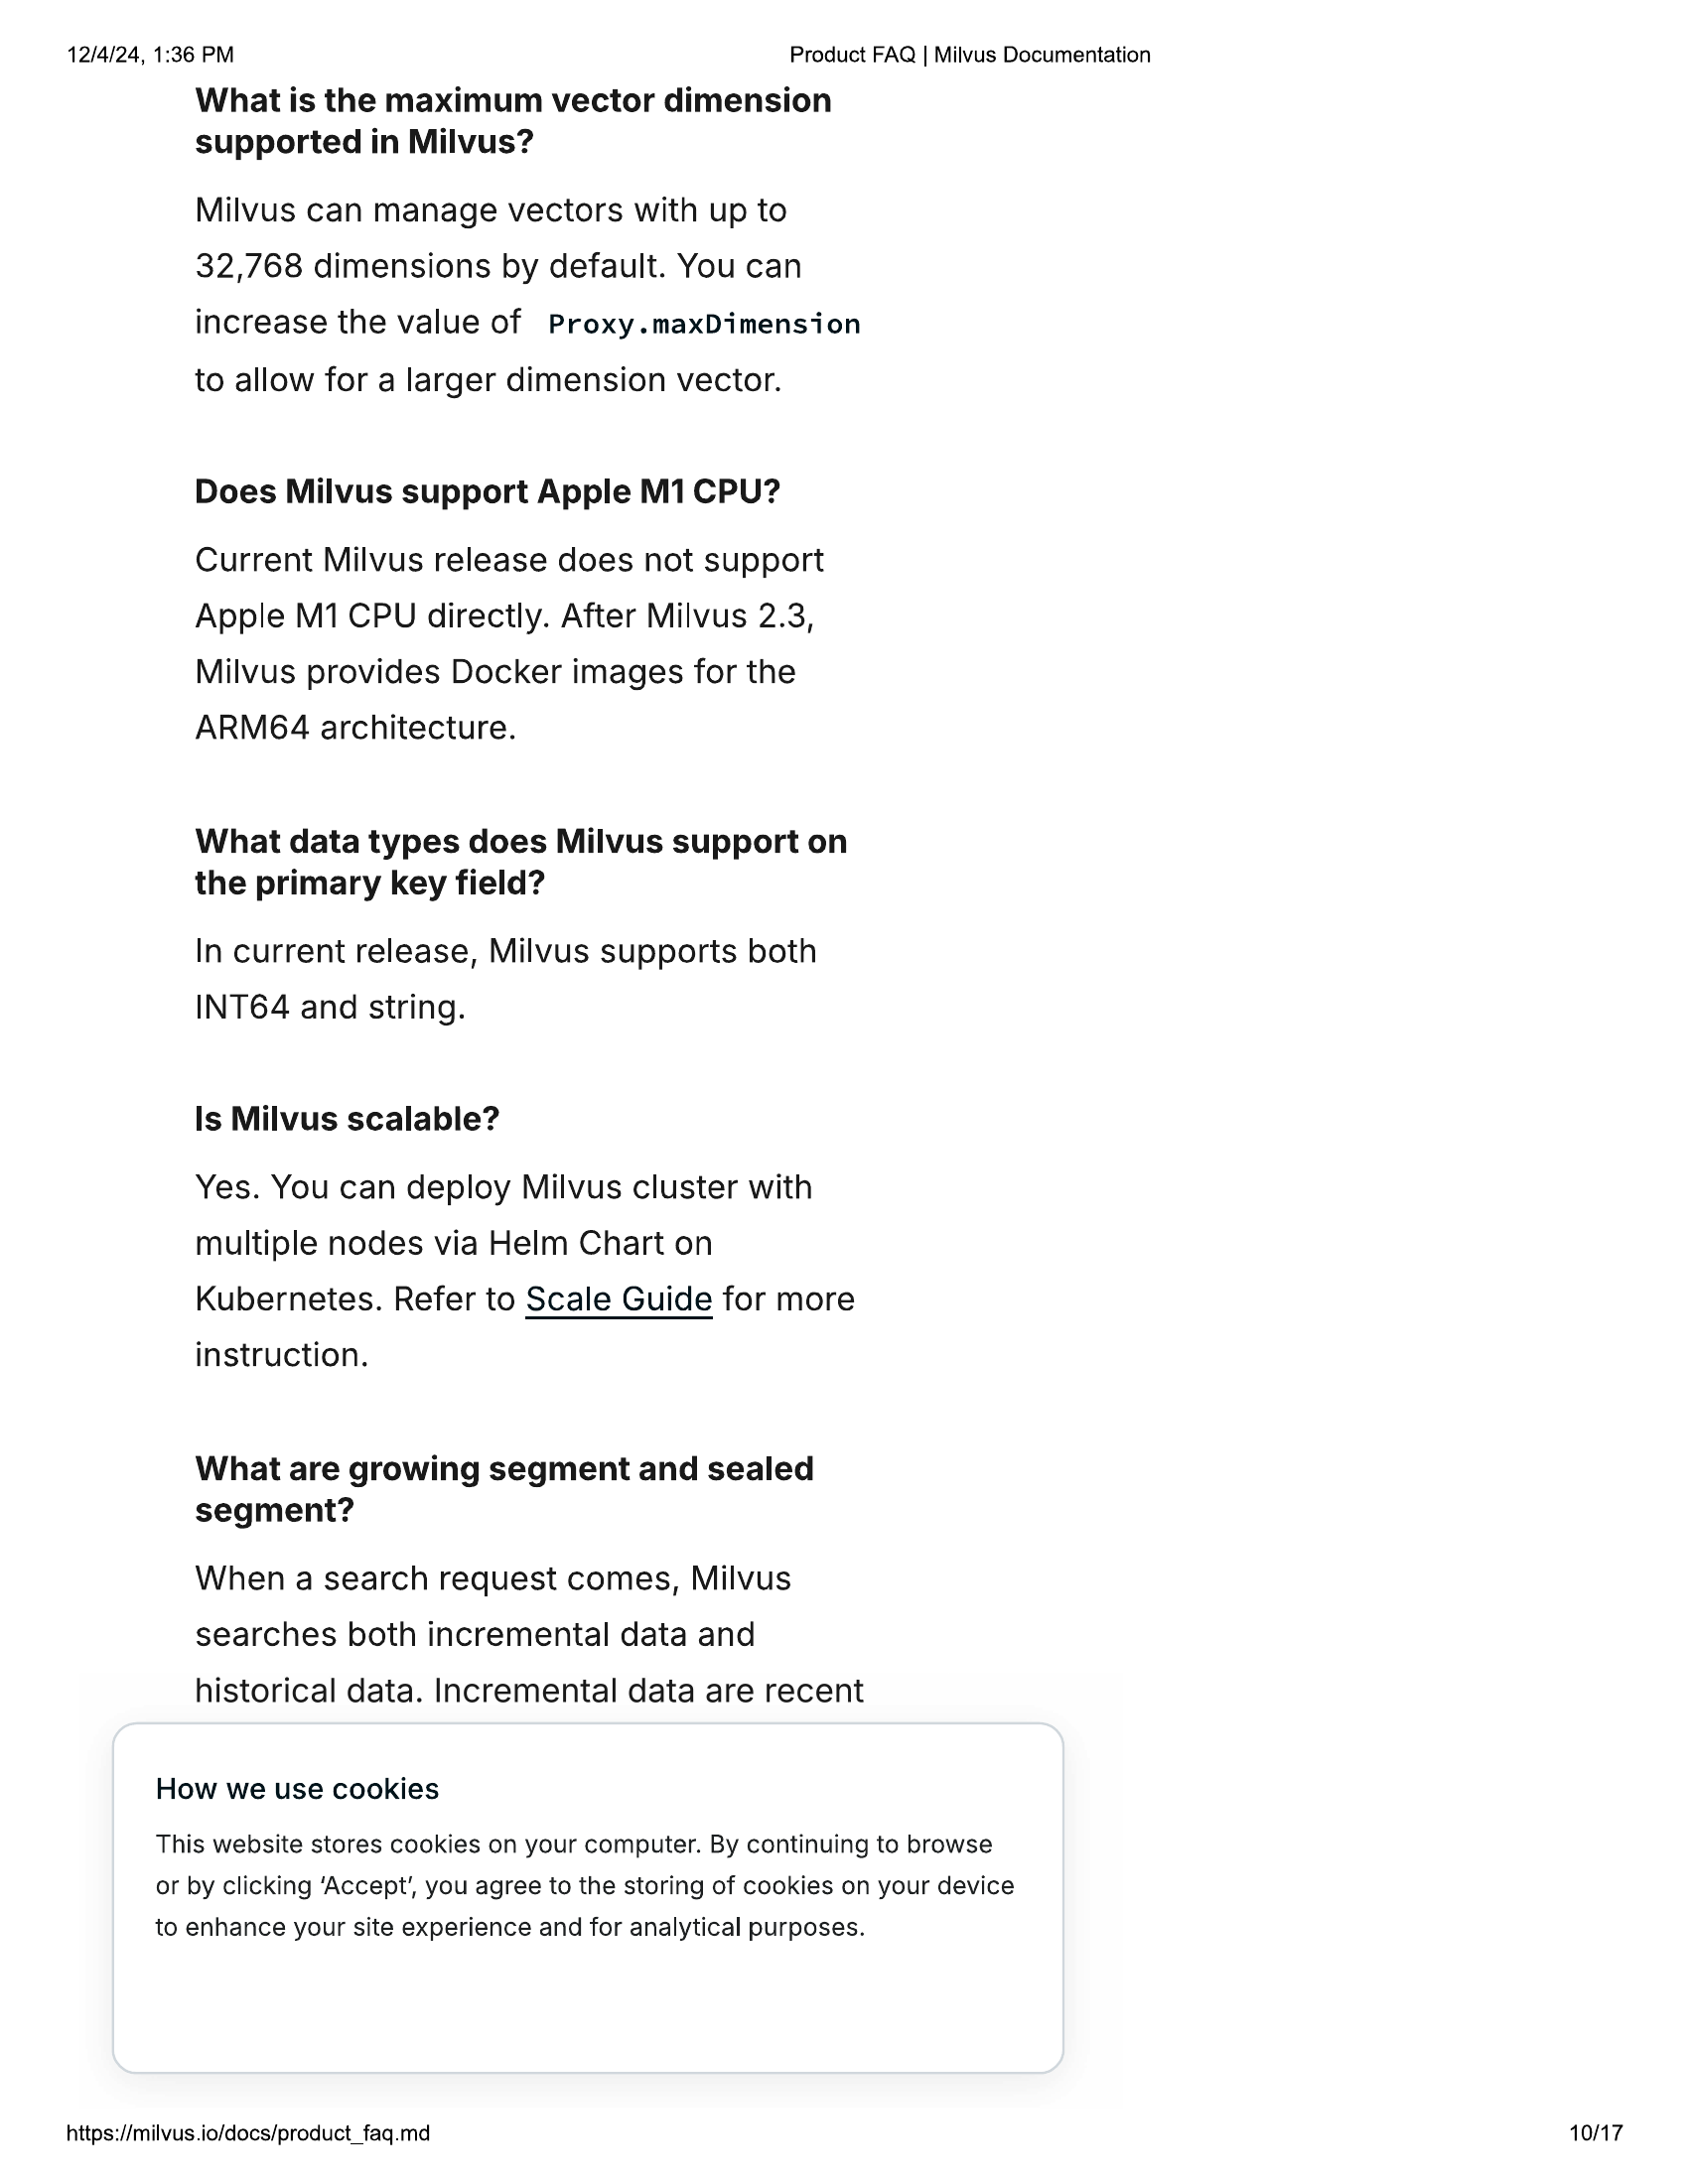 12/4/24, 1:36 PM
Product FAQ | Milvus Documentation
What is the maximum vector dimension
supported in Milvus?
Milvus can manage vectors with up to
32,768 dimensions by default. You can
increase the value of Proxy.maxDimension
to allow for a larger dimension vector.
Does Milvus support Apple M1 CPU?
Current Milvus release does not support
Apple M1 CPU directly. After Milvus 2.3,
Milvus provides Docker images for the
ARM64 architecture.
What data types does Milvus support on
the primary key field?
In current release, Milvus supports both
INT64 and string.
Is Milvus scalable?
Yes. You can deploy Milvus cluster with
multiple nodes via Helm Chart on
Kubernetes. Refer to Scale Guide for more
instruction.
What are growing segment and sealed
segment?
When a search request comes, Milvus
searches both incremental data and
historical data. Incremental data are recent
How we use cookies
This website stores cookies on your computer. By continuing to browse
or by clicking ‘Accept’, you agree to the storing of cookies on your device
to enhance your site experience and for analytical purposes.
https://milvus.io/docs/product_faq.md
10/17